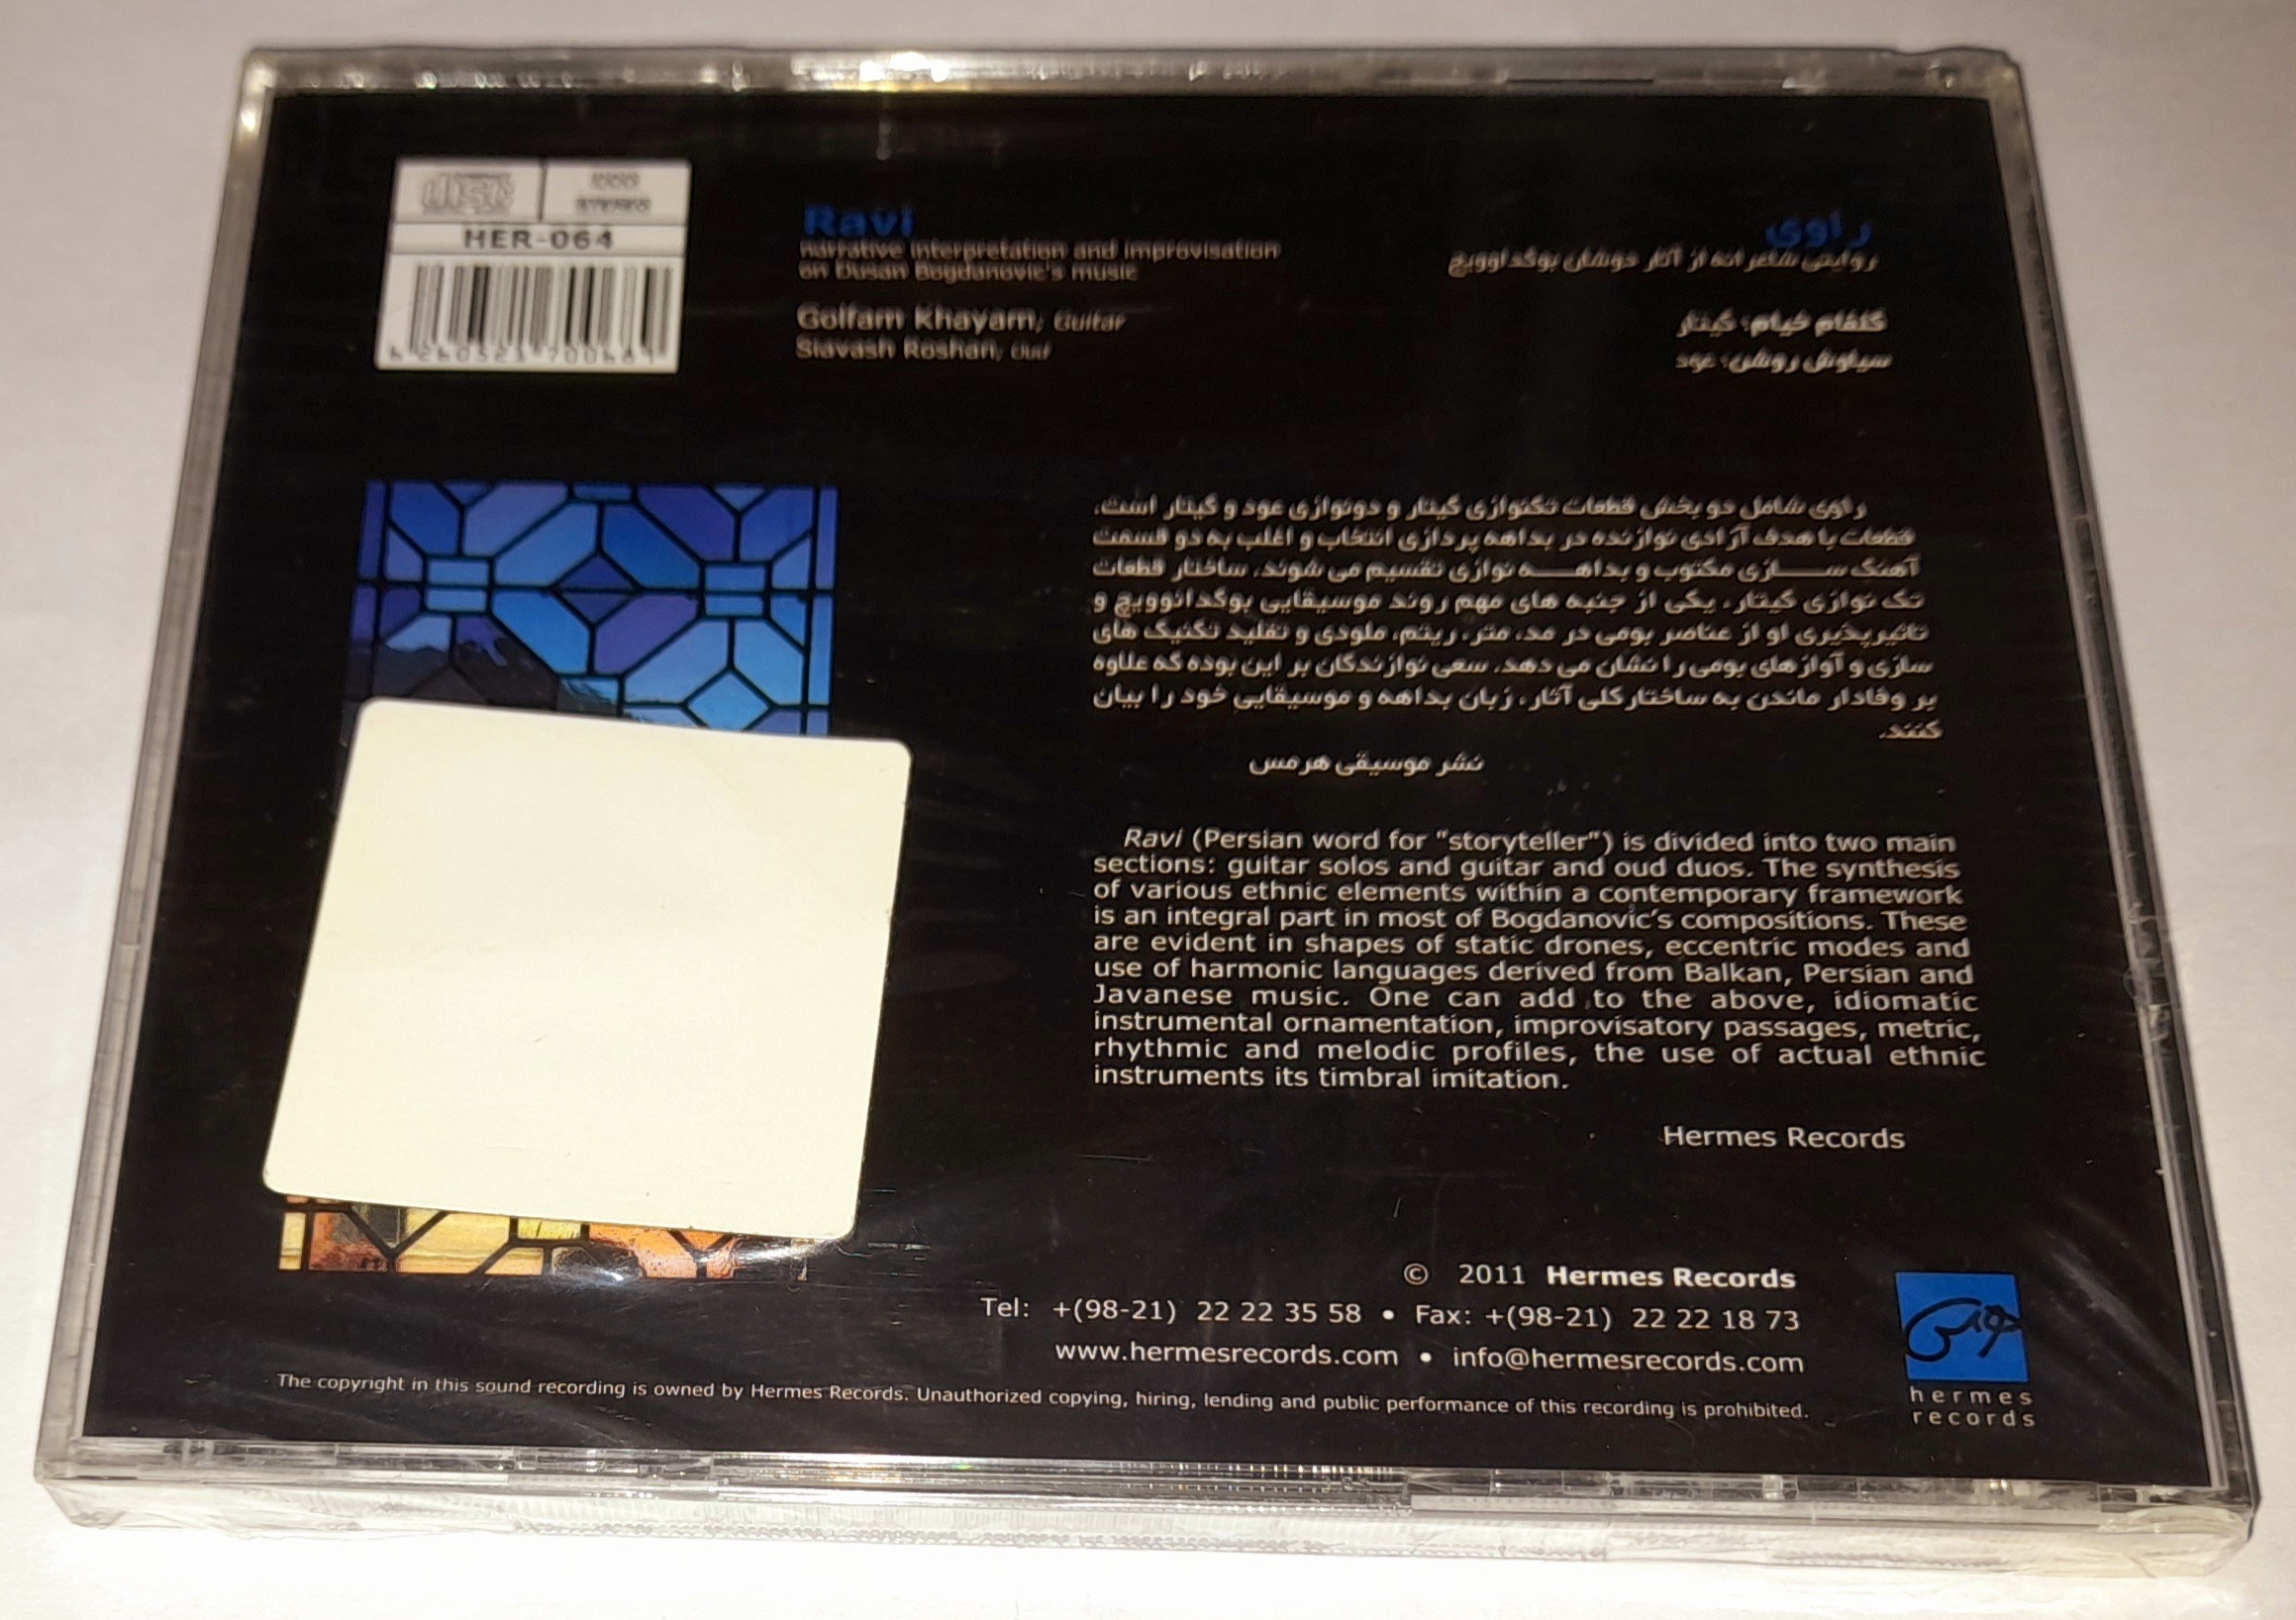 disc
STEREO
HER-064
Ravi
narrative interpretation and improvisation
on Dusan Bogdanovic's music
Golfam Khayam, Guitar
Siavash Roshan, Oud
راوی
روایتی شاعرانه از آثار دوشان بوگدانوویچ
گلفام خیام: گیتار
سیاوش روشن: عود
راوی شامل دو بخش قطعات تکنوازی گیتار و دونوازی عود و گیتار است.
قطعات با هدف آزادی نوازنده در بداهه پردازی انتخاب و اغلب به دو قسمت
آهنگ ســـازی مکتوب و بداهـــه نوازی تقسیم می شوند. ساختار قطعات
تک نوازی گیتار، یکی از جنبه های مهم روند موسیقایی بوگدانوویچ و
تاثیرپذیری او از عناصر بومی در مد، متر، ریتم، ملودی و تقلید تکنیک های
سازی و آوازهای بومی را نشان می دهد. سعی نوازندگان بر این بوده که علاوه
بر وفادار ماندن به ساختار کلی آثار، زبان بداهه و موسیقایی خود را بیان
کنند.
نشر موسیقی هرمس
Ravi (Persian word for "storyteller") is divided into two main
sections: guitar solos and guitar and oud duos. The synthesis
of various ethnic elements within a contemporary framework
is an integral part in most of Bogdanovic's compositions. These
are evident in shapes of static drones, eccentric modes and
use of harmonic languages derived from Balkan, Persian and
Javanese music. One can add to the above, idiomatic
instrumental ornamentation, improvisatory passages, metric,
rhythmic and melodic profiles, the use of actual ethnic
instruments its timbral imitation.
Hermes Records
© 2011 Hermes Records
Tel: +(98-21) 22 22 35 58 • Fax: +(98-21) 22 22 18 73
www.hermesrecords.com • info@hermesrecords.com
The copyright in this sound recording is owned by Hermes Records. Unauthorized copying, hiring, lending and public performance of this recording is prohibited.
hermes
records